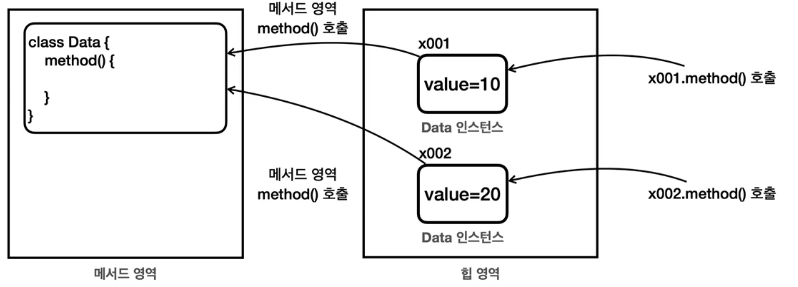 class Data {
method() {
}
}
메서드 영역
메서드 영역
method() 호출
메서드 영역
method() 호출
x001
value=10
Data 인스턴스
x002
value=20
Data 인스턴스
힙 영역
x001.method() 호출
x002.method() 호출